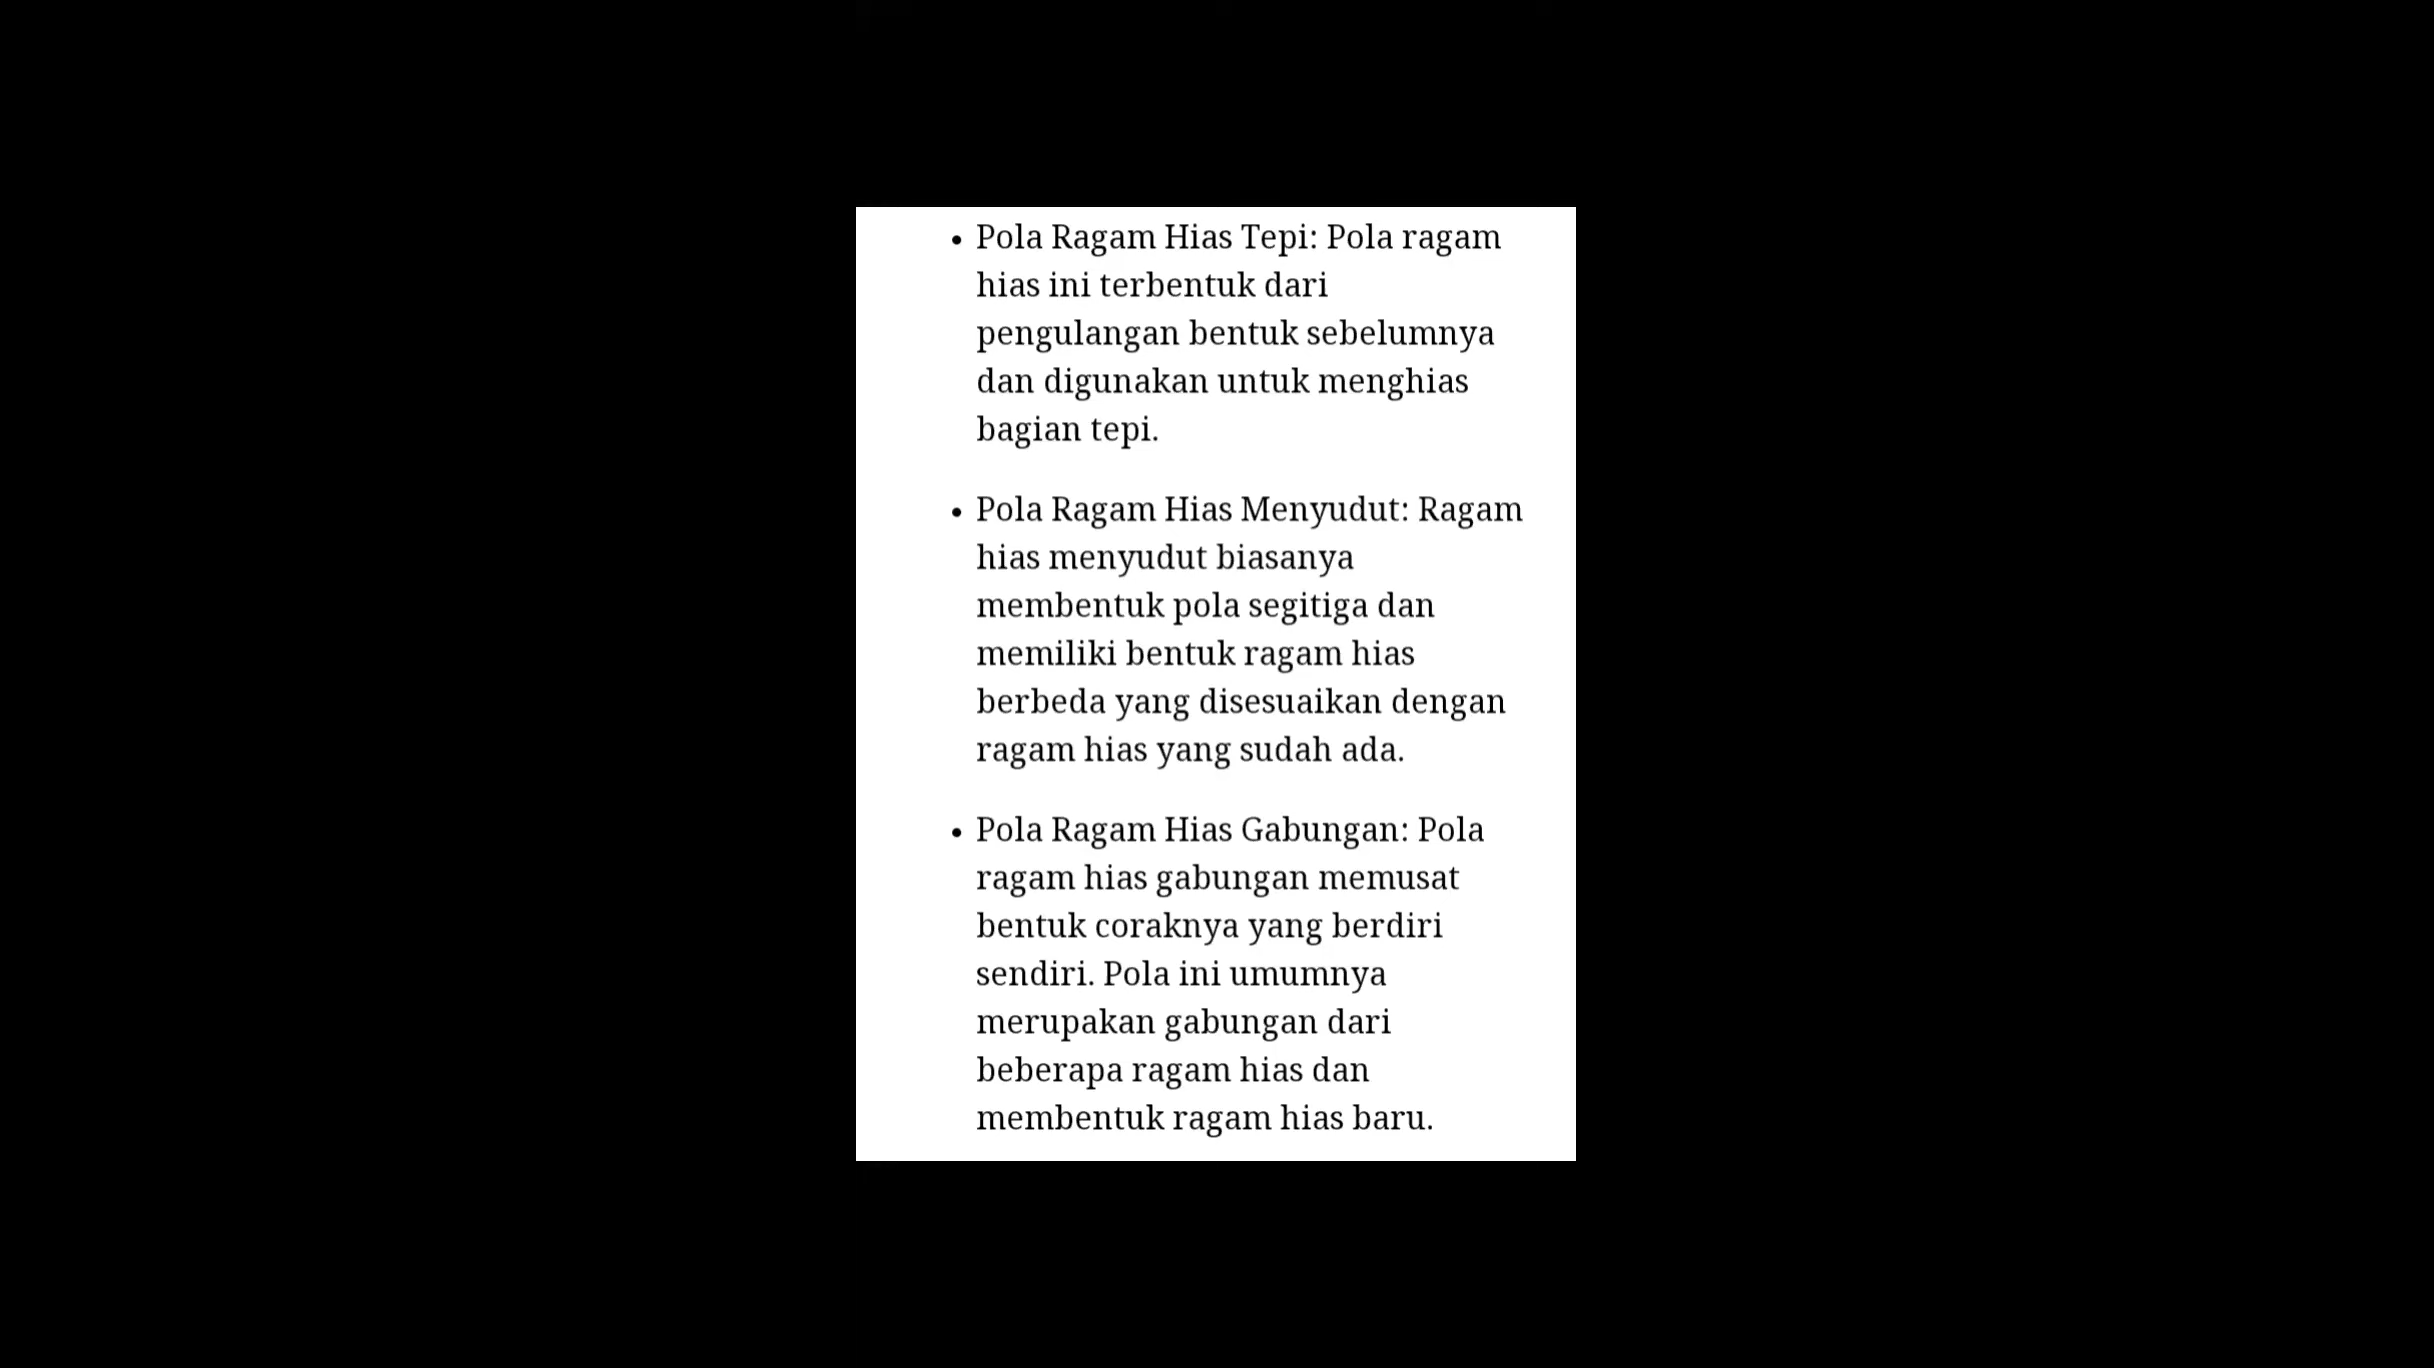 • Pola Ragam Hias Tepi: Pola ragam
hias ini terbentuk dari
pengulangan bentuk sebelumnya
dan digunakan untuk menghias
bagian tepi.
• Pola Ragam Hias Menyudut: Ragam
hias menyudut biasanya
membentuk pola segitiga dan
memiliki bentuk ragam hias
berbeda yang disesuaikan dengan
ragam hias yang sudah ada.
• Pola Ragam Hias Gabungan: Pola
ragam hias gabungan memusat
bentuk coraknya yang berdiri
sendiri. Pola ini umumnya
merupakan gabungan dari
beberapa ragam hias dan
membentuk ragam hias baru.